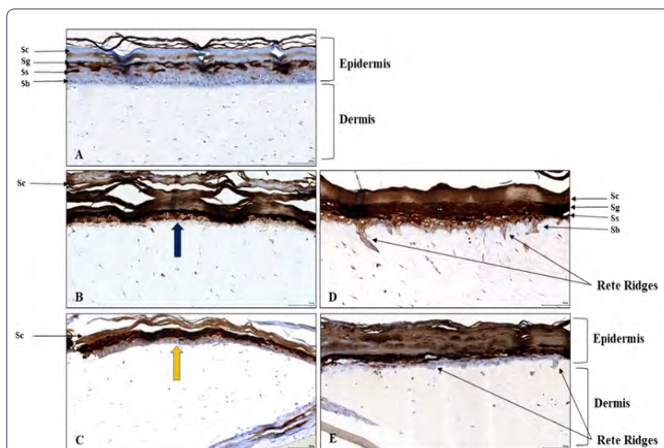 Sc
Sg
Ss
Sb
Epidermis
Dermis
A
Sc
B
Sc
Sg
Ss
Sb
D
Rete Ridges
Sc
C
Epidermis
Dermis
E
Rete Ridges